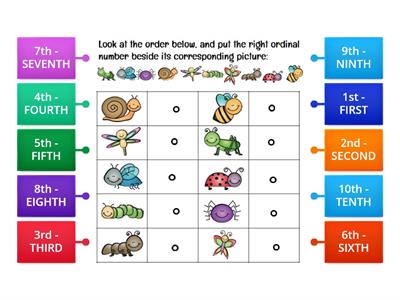 Look at the order below, and put the right ordinal
number beside its corresponding picture:
7th -
SEVENTH
4th -
FOURTH
5th -
FIFTH
8th -
EIGHTH
3rd -
THIRD
9th -
NINTH
1st -
FIRST
2nd -
SECOND
10th -
TENTH
6th -
SIXTH